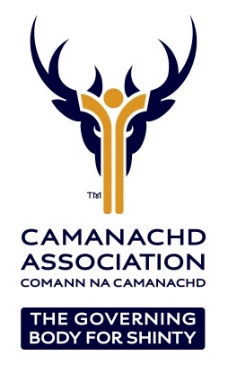 TM
CAMANACHD
ASSOCIATION
COMANN NA CAMANACHD
THE GOVERNING
BODY FOR SHINTY